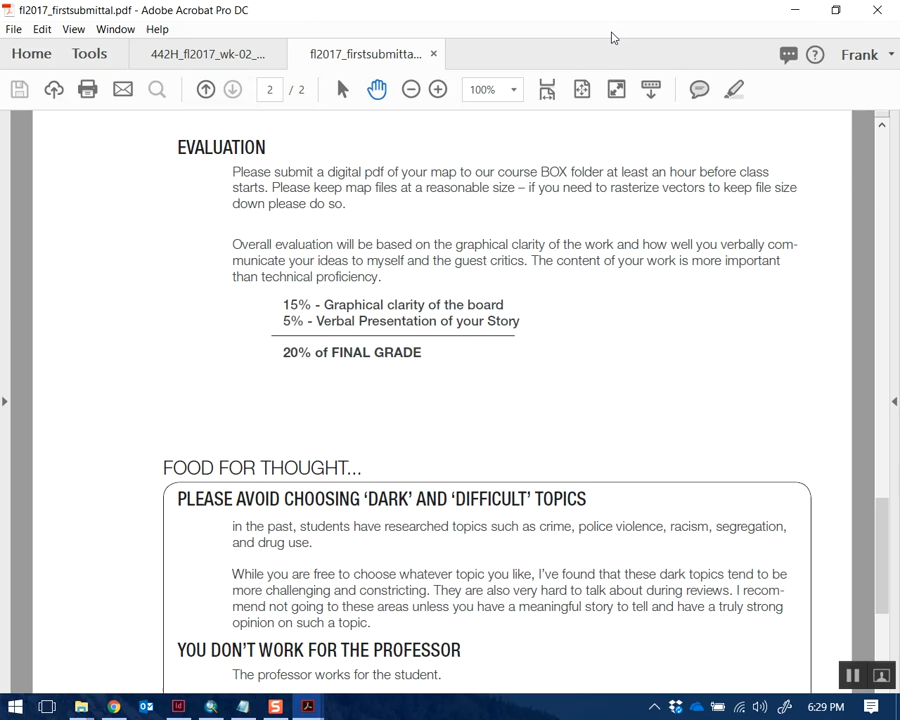 fl2017_firstsubmittal.pdf - Adobe Acrobat Pro DC
File Edit View Window Help
Home Tools 442H_fl2017_wk-02_... fl2017_firstsubmitta... × Frank
2 / 2 100%
EVALUATION
Please submit a digital pdf of your map to our course BOX folder at least an hour before class
starts. Please keep map files at a reasonable size – if you need to rasterize vectors to keep file size
down please do so.
Overall evaluation will be based on the graphical clarity of the work and how well you verbally com-
municate your ideas to myself and the guest critics. The content of your work is more important
than technical proficiency.
15% - Graphical clarity of the board
5% - Verbal Presentation of your Story
20% of FINAL GRADE
FOOD FOR THOUGHT...
PLEASE AVOID CHOOSING ‘DARK’ AND ‘DIFFICULT’ TOPICS
in the past, students have researched topics such as crime, police violence, racism, segregation,
and drug use.
While you are free to choose whatever topic you like, I’ve found that these dark topics tend to be
more challenging and constricting. They are also very hard to talk about during reviews. I recom-
mend not going to these areas unless you have a meaningful story to tell and have a truly strong
opinion on such a topic.
YOU DON’T WORK FOR THE PROFESSOR
The professor works for the student.
6:29 PM